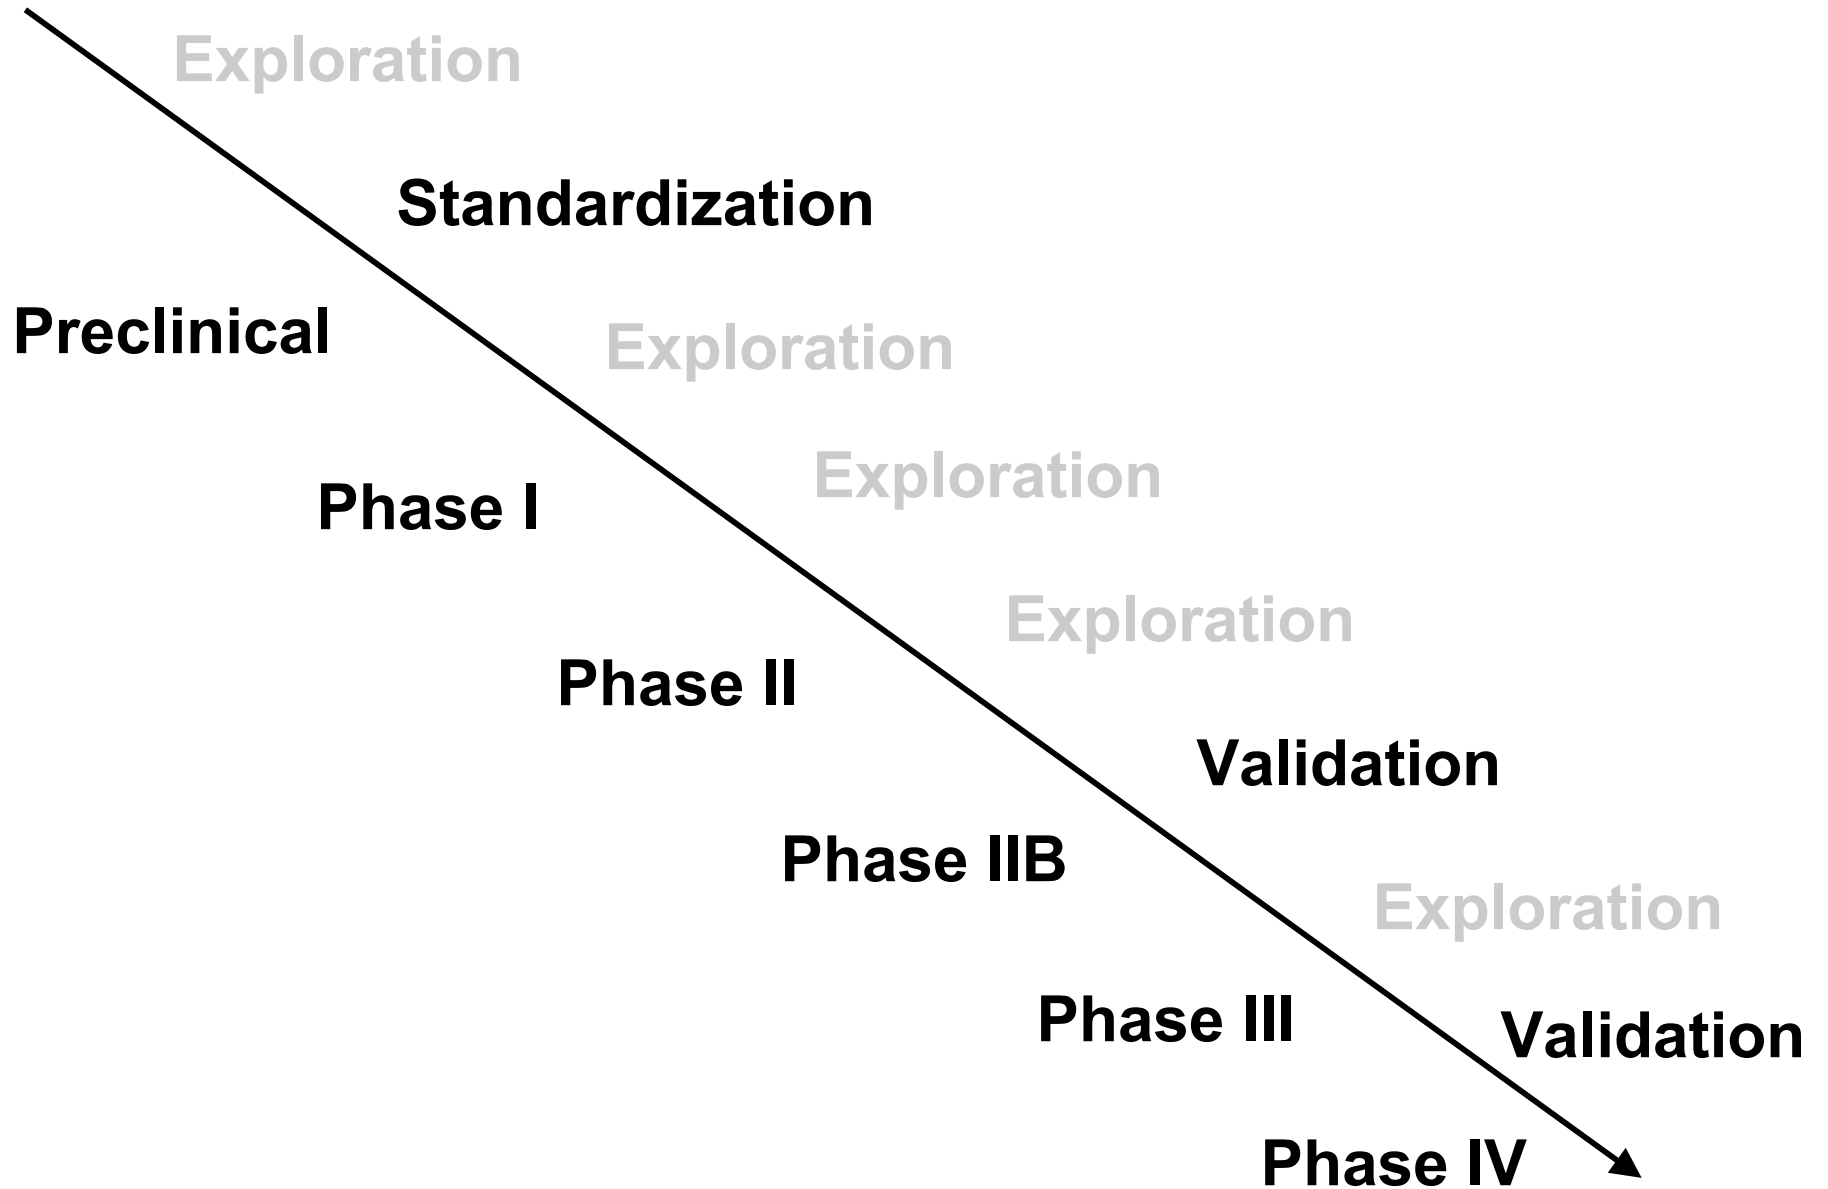 Exploration
Standardization
Preclinical
Exploration
Exploration
Phase I
Exploration
Phase II
Validation
Phase IIB
Exploration
Phase III
Validation
Phase IV